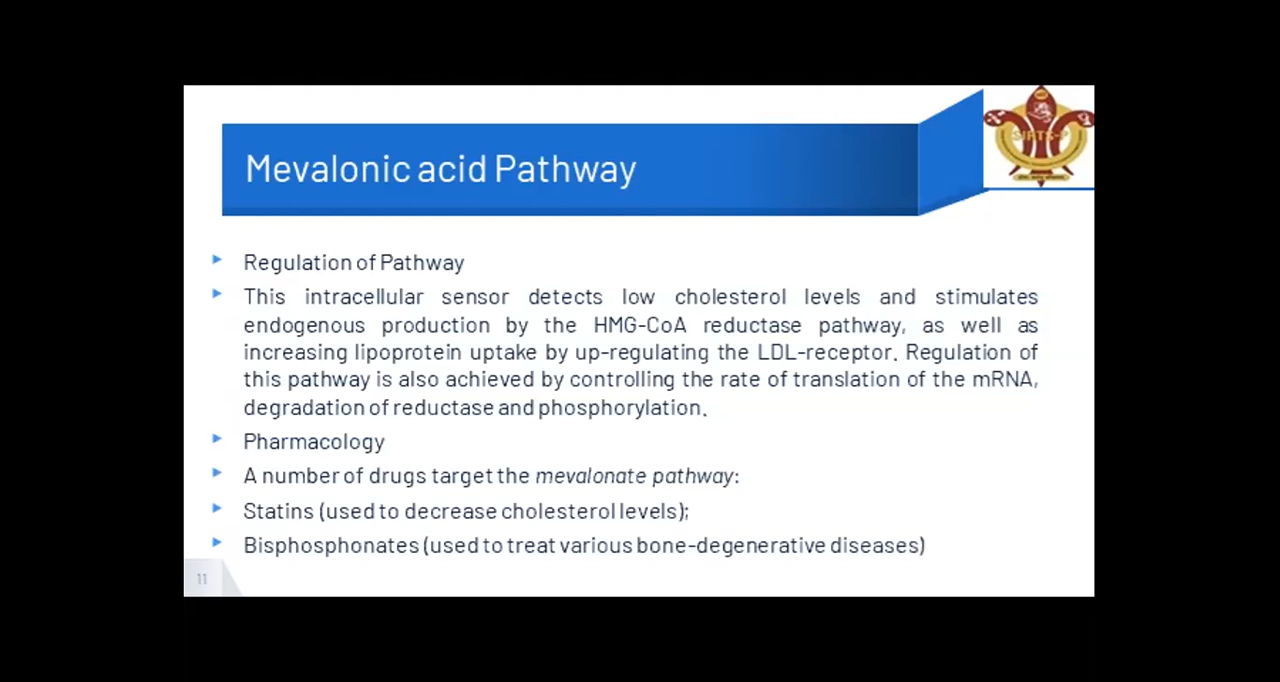 Mevalonic acid Pathway
SIPTS-P
Regulation of Pathway
This intracellular sensor detects low cholesterol levels and stimulates
endogenous production by the HMG-CoA reductase pathway, as well as
increasing lipoprotein uptake by up-regulating the LDL-receptor. Regulation of
this pathway is also achieved by controlling the rate of translation of the mRNA,
degradation of reductase and phosphorylation.
Pharmacology
A number of drugs target the mevalonate pathway:
Statins (used to decrease cholesterol levels);
Bisphosphonates (used to treat various bone-degenerative diseases)
11